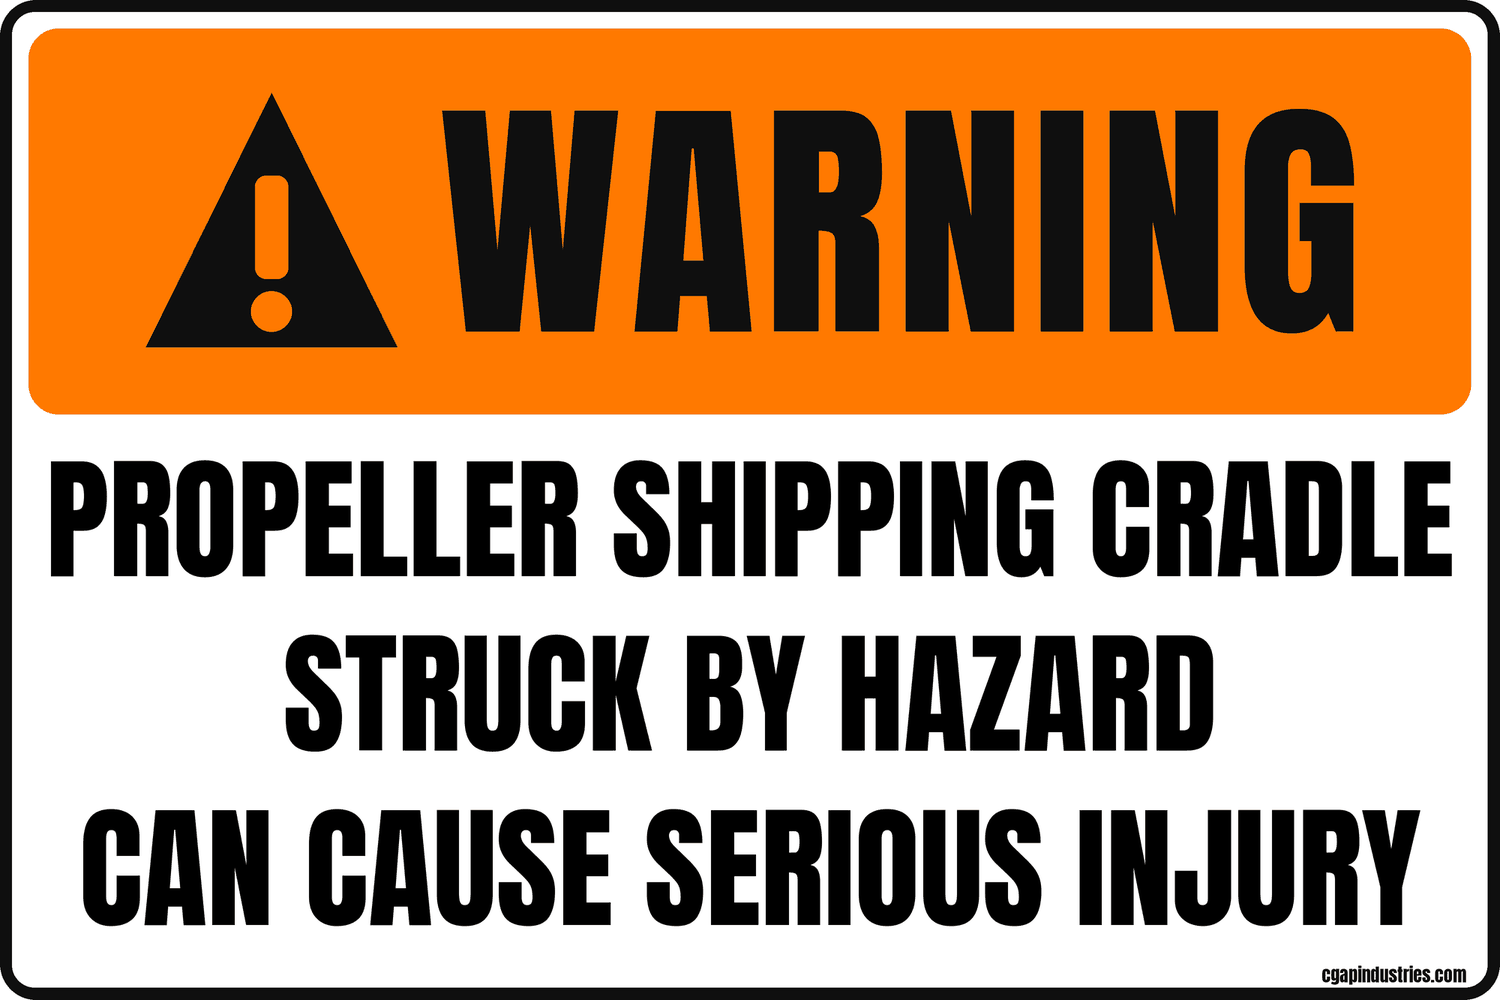 WARNING
PROPELLER SHIPPING CRADLE
STRUCK BY HAZARD
CAN CAUSE SERIOUS INJURY
cgapindustries.com